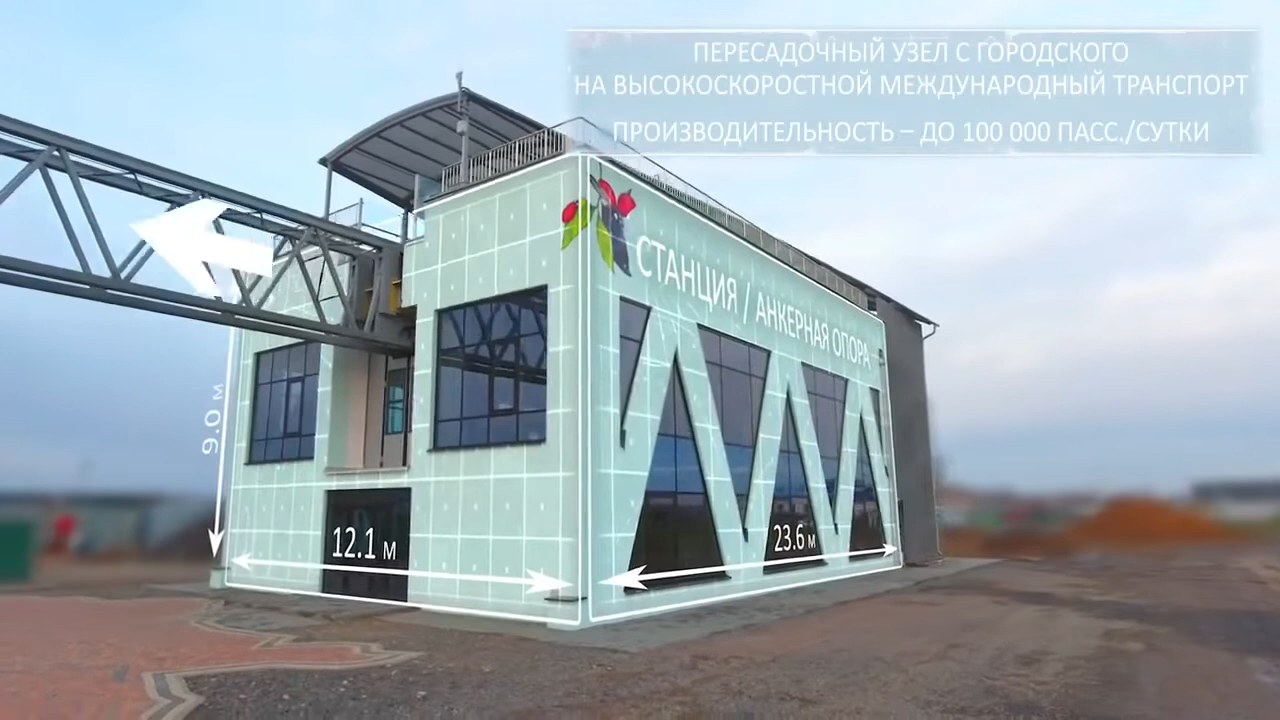 ПЕРЕСАДОЧНЫЙ УЗЕЛ С ГОРОДСКОГО
НА ВЫСОКОСКОРОСТНОЙ МЕЖДУНАРОДНЫЙ ТРАНСПОРТ
ПРОИЗВОДИТЕЛЬНОСТЬ – ДО 100 000 ПАСС./СУТКИ
СТАНЦИЯ / АНКЕРНАЯ ОПОРА
9.0 м
12.1 м
23.6 м